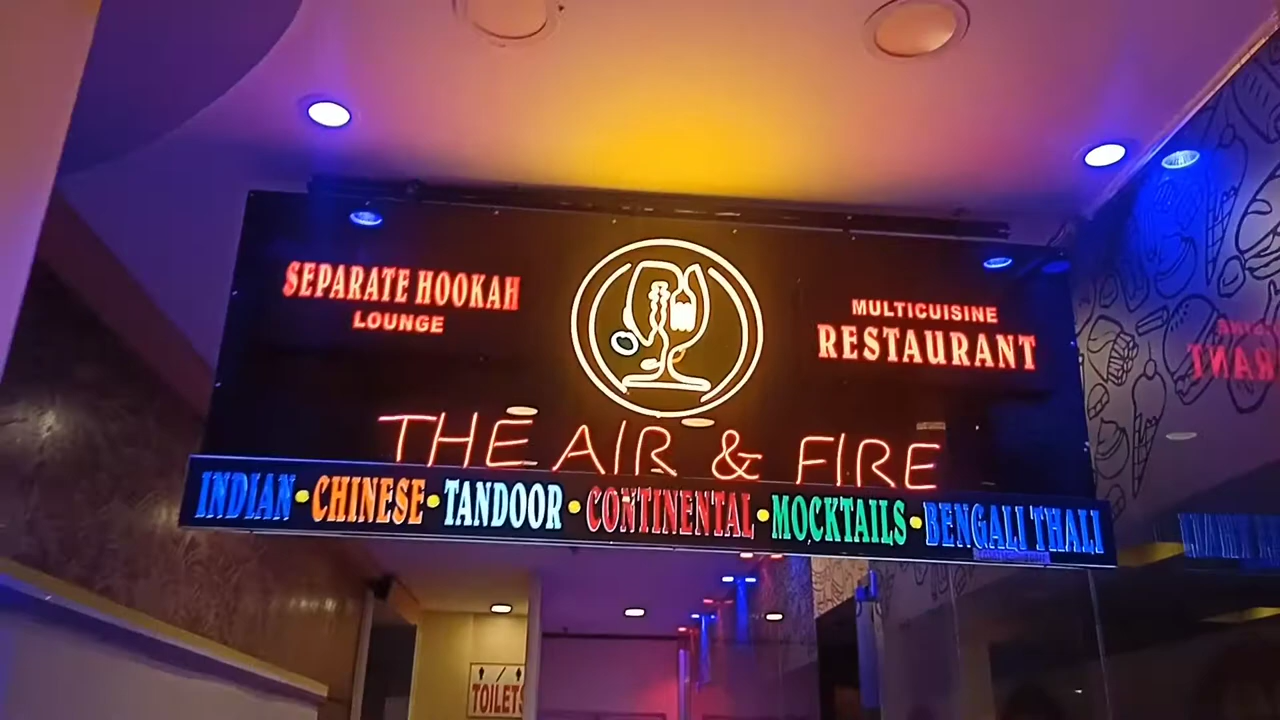 SEPARATE HOOKAH
LOUNGE
MULTICUISINE
RESTAURANT
THE AIR & FIRE
INDIAN • CHINESE • TANDOOR • CONTINENTAL • MOCKTAILS • BENGALI THALI
TOILETS